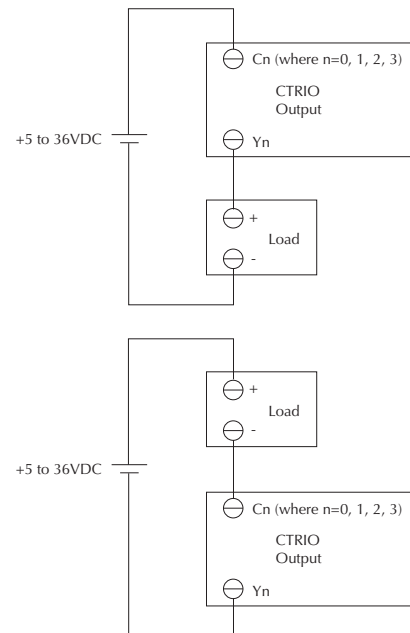 Cn (where n=0, 1, 2, 3)
CTRIO
Output
+5 to 36VDC
Yn
+
Load
-
+
Load
-
+5 to 36VDC
Cn (where n=0, 1, 2, 3)
CTRIO
Output
Yn